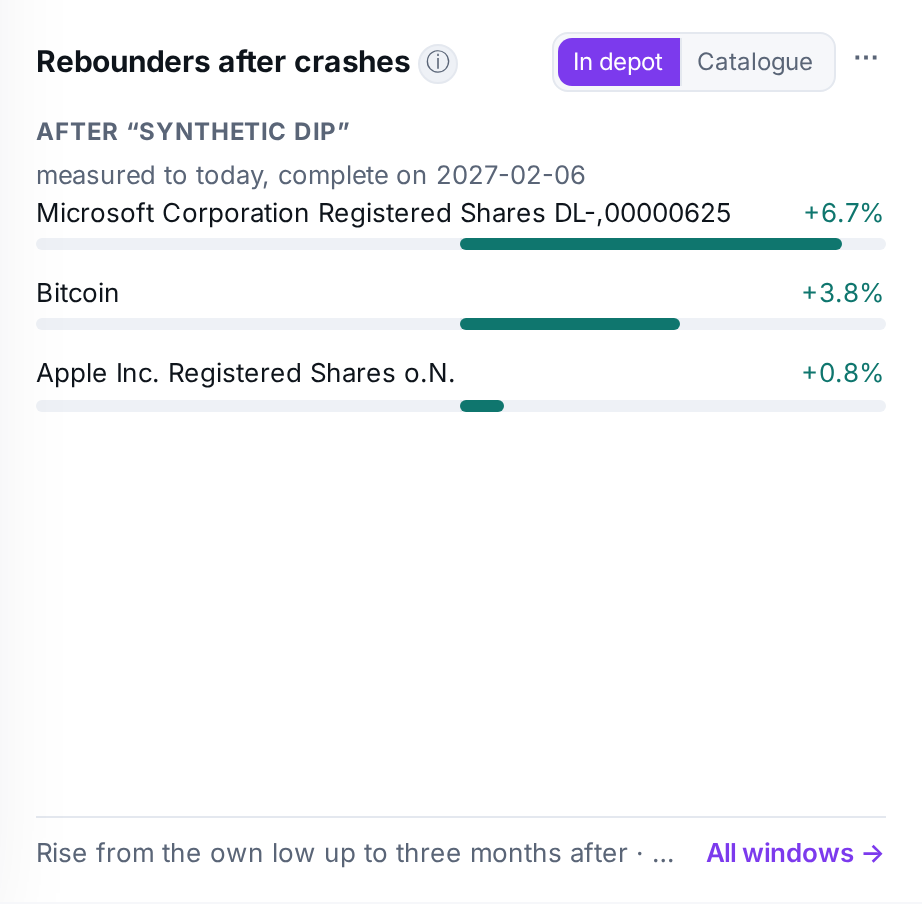 Rebounders after crashes ⓘ In depot Catalogue ...
AFTER “SYNTHETIC DIP”
measured to today, complete on 2027-02-06
Microsoft Corporation Registered Shares DL-,00000625 +6.7%
Bitcoin +3.8%
Apple Inc. Registered Shares o.N. +0.8%
Rise from the own low up to three months after · ... All windows →